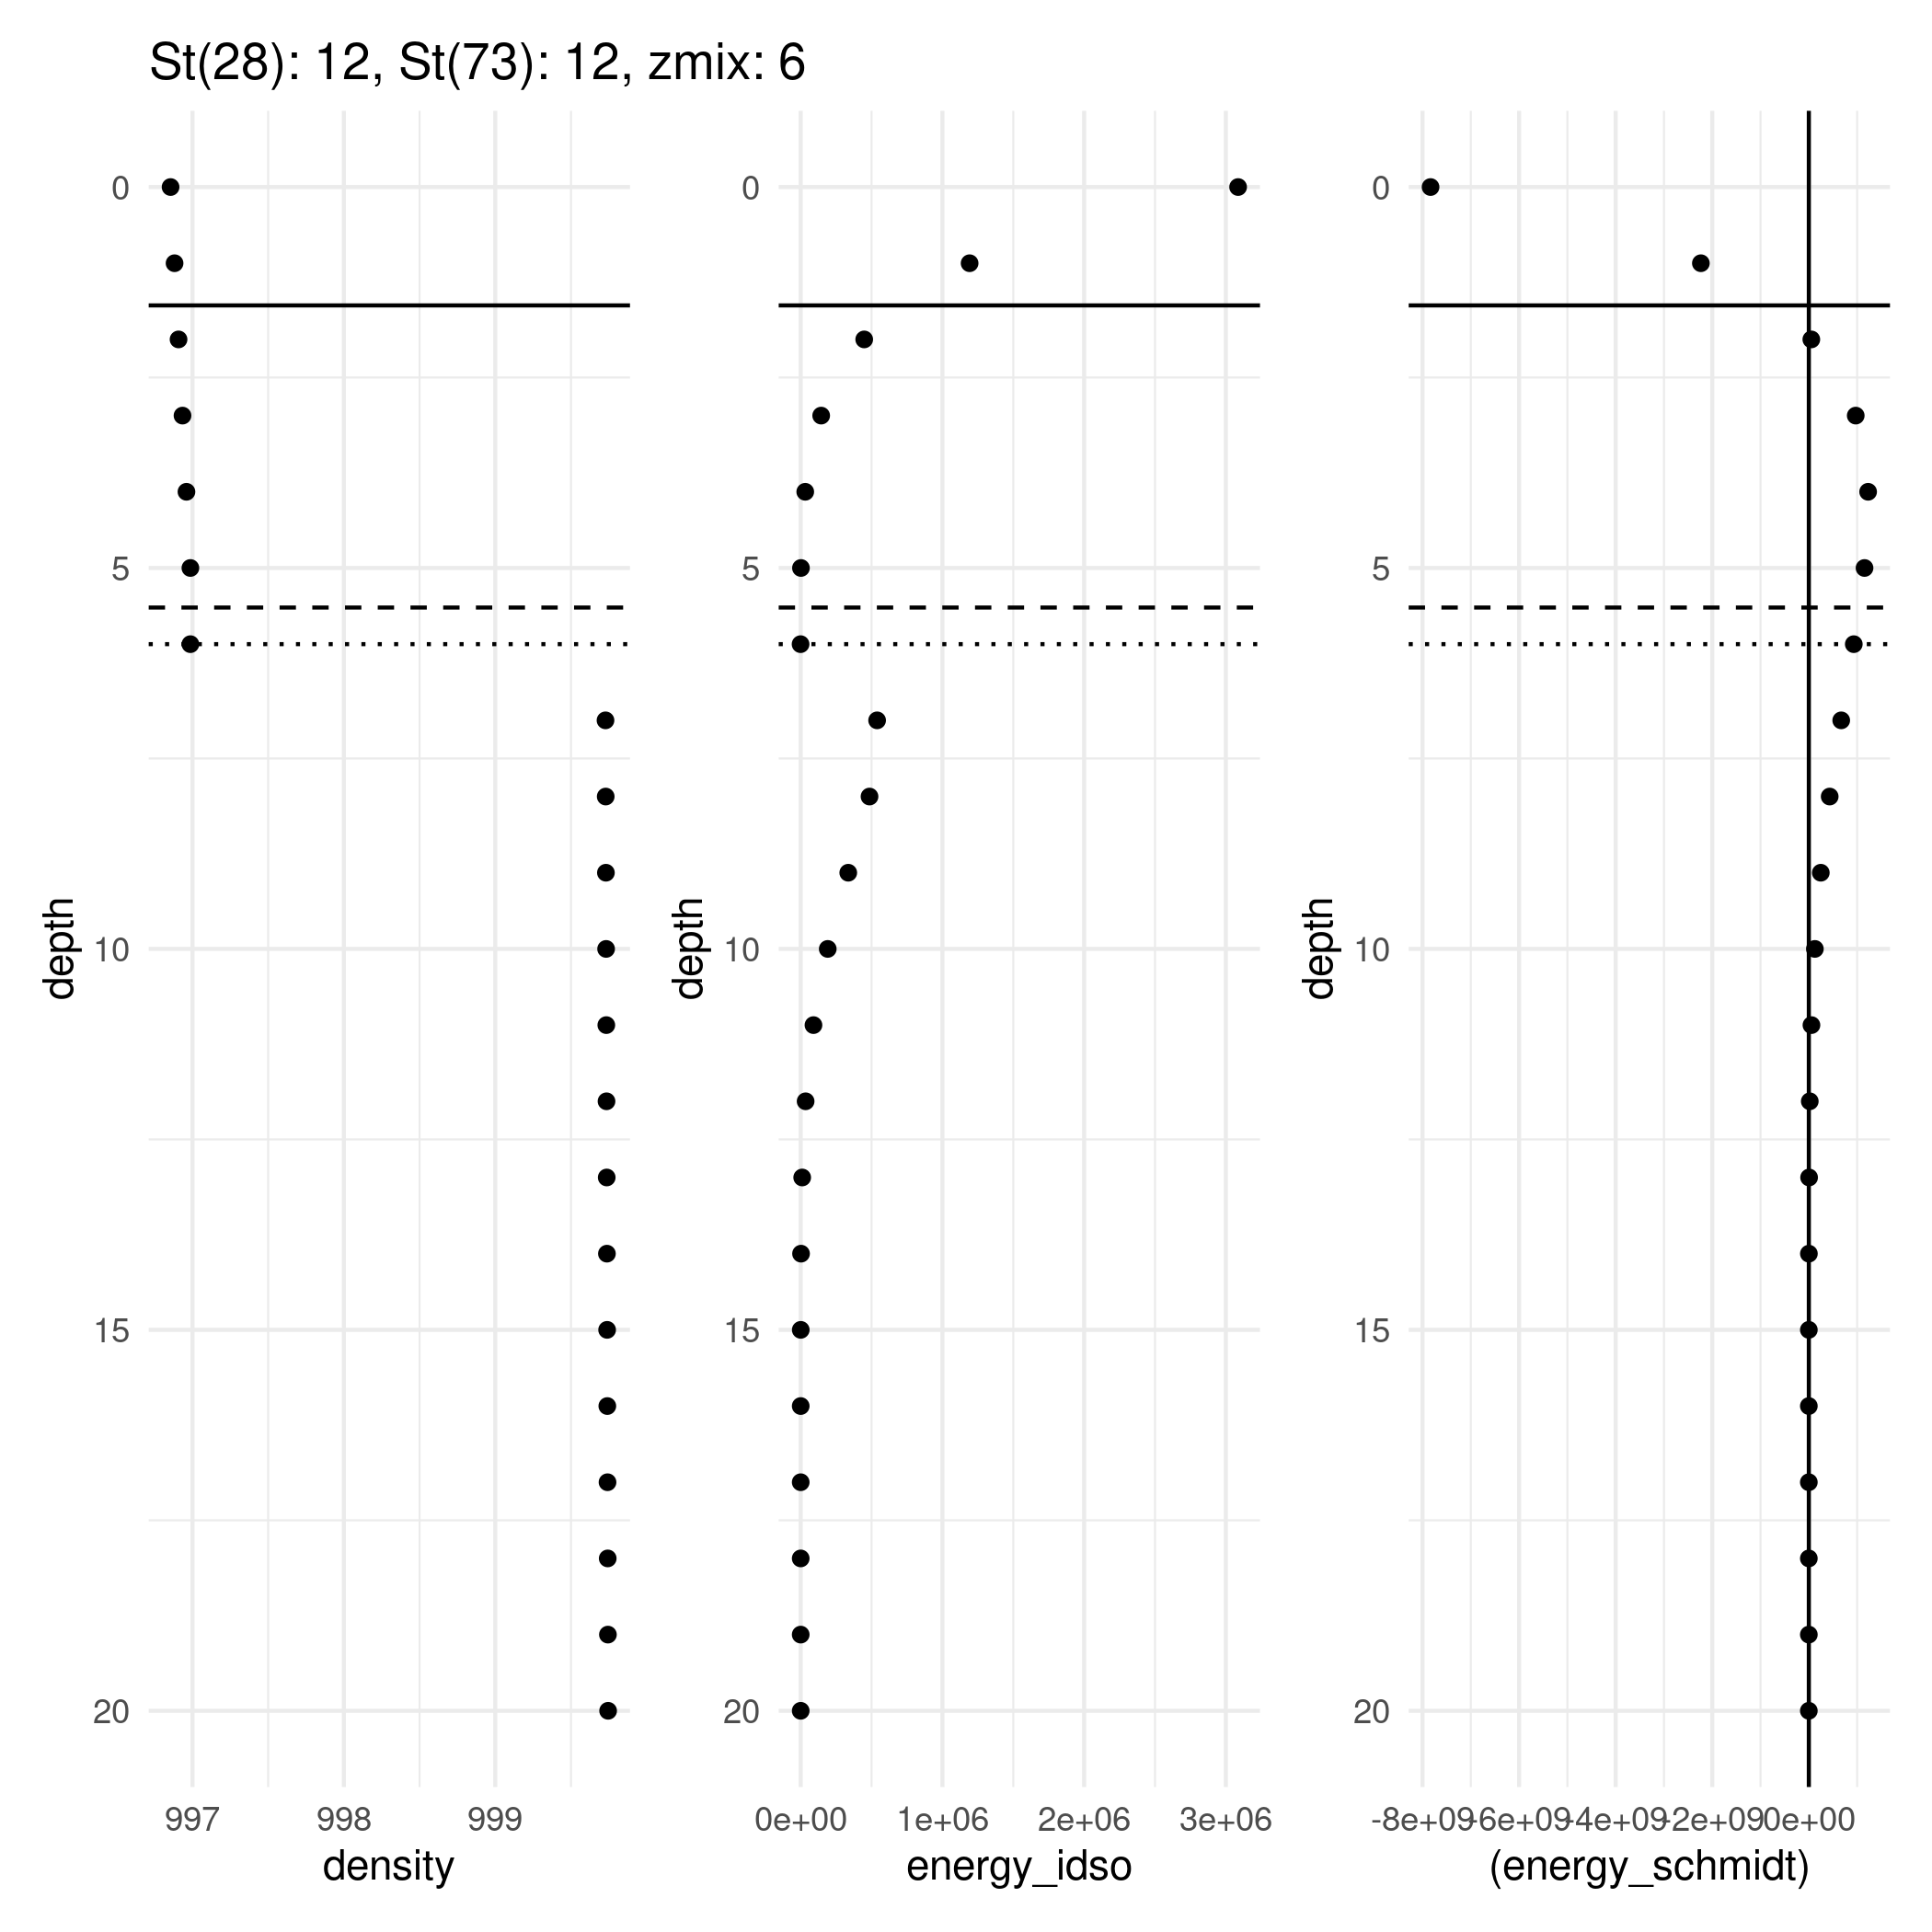 St(28): 12, St(73): 12, zmix: 6
0
5
10
15
20
depth
997 998 999
density
0
5
10
15
20
depth
0e+00 1e+06 2e+06 3e+06
energy_idso
0
5
10
15
20
depth
-8e+09 -6e+09 -4e+09 -2e+09 0e+00
(energy_schmidt)